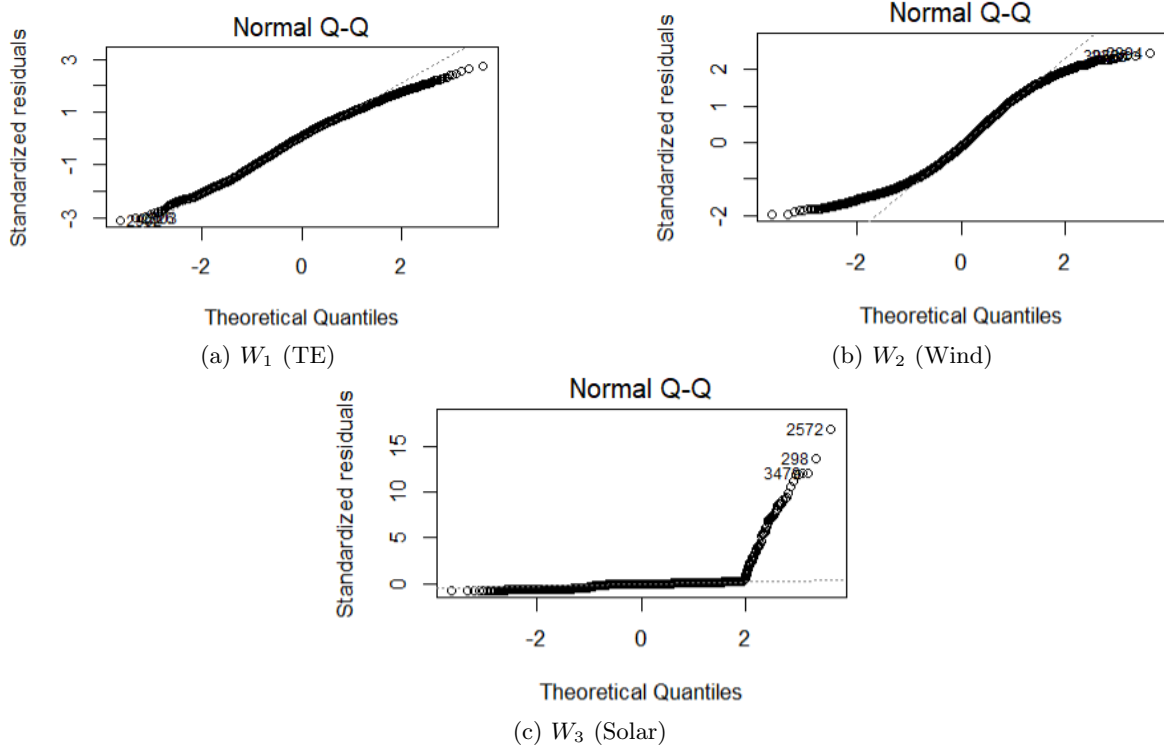 Normal Q-Q
Standardized residuals
3
1
-1
-3
-2
0
2
Theoretical Quantiles
(a) W₁ (TE)
Normal Q-Q
Standardized residuals
2
0
-2
-2
0
2
Theoretical Quantiles
(b) W₂ (Wind)
Normal Q-Q
Standardized residuals
15
10
5
0
2572
298
-2
0
2
Theoretical Quantiles
(c) W₃ (Solar)